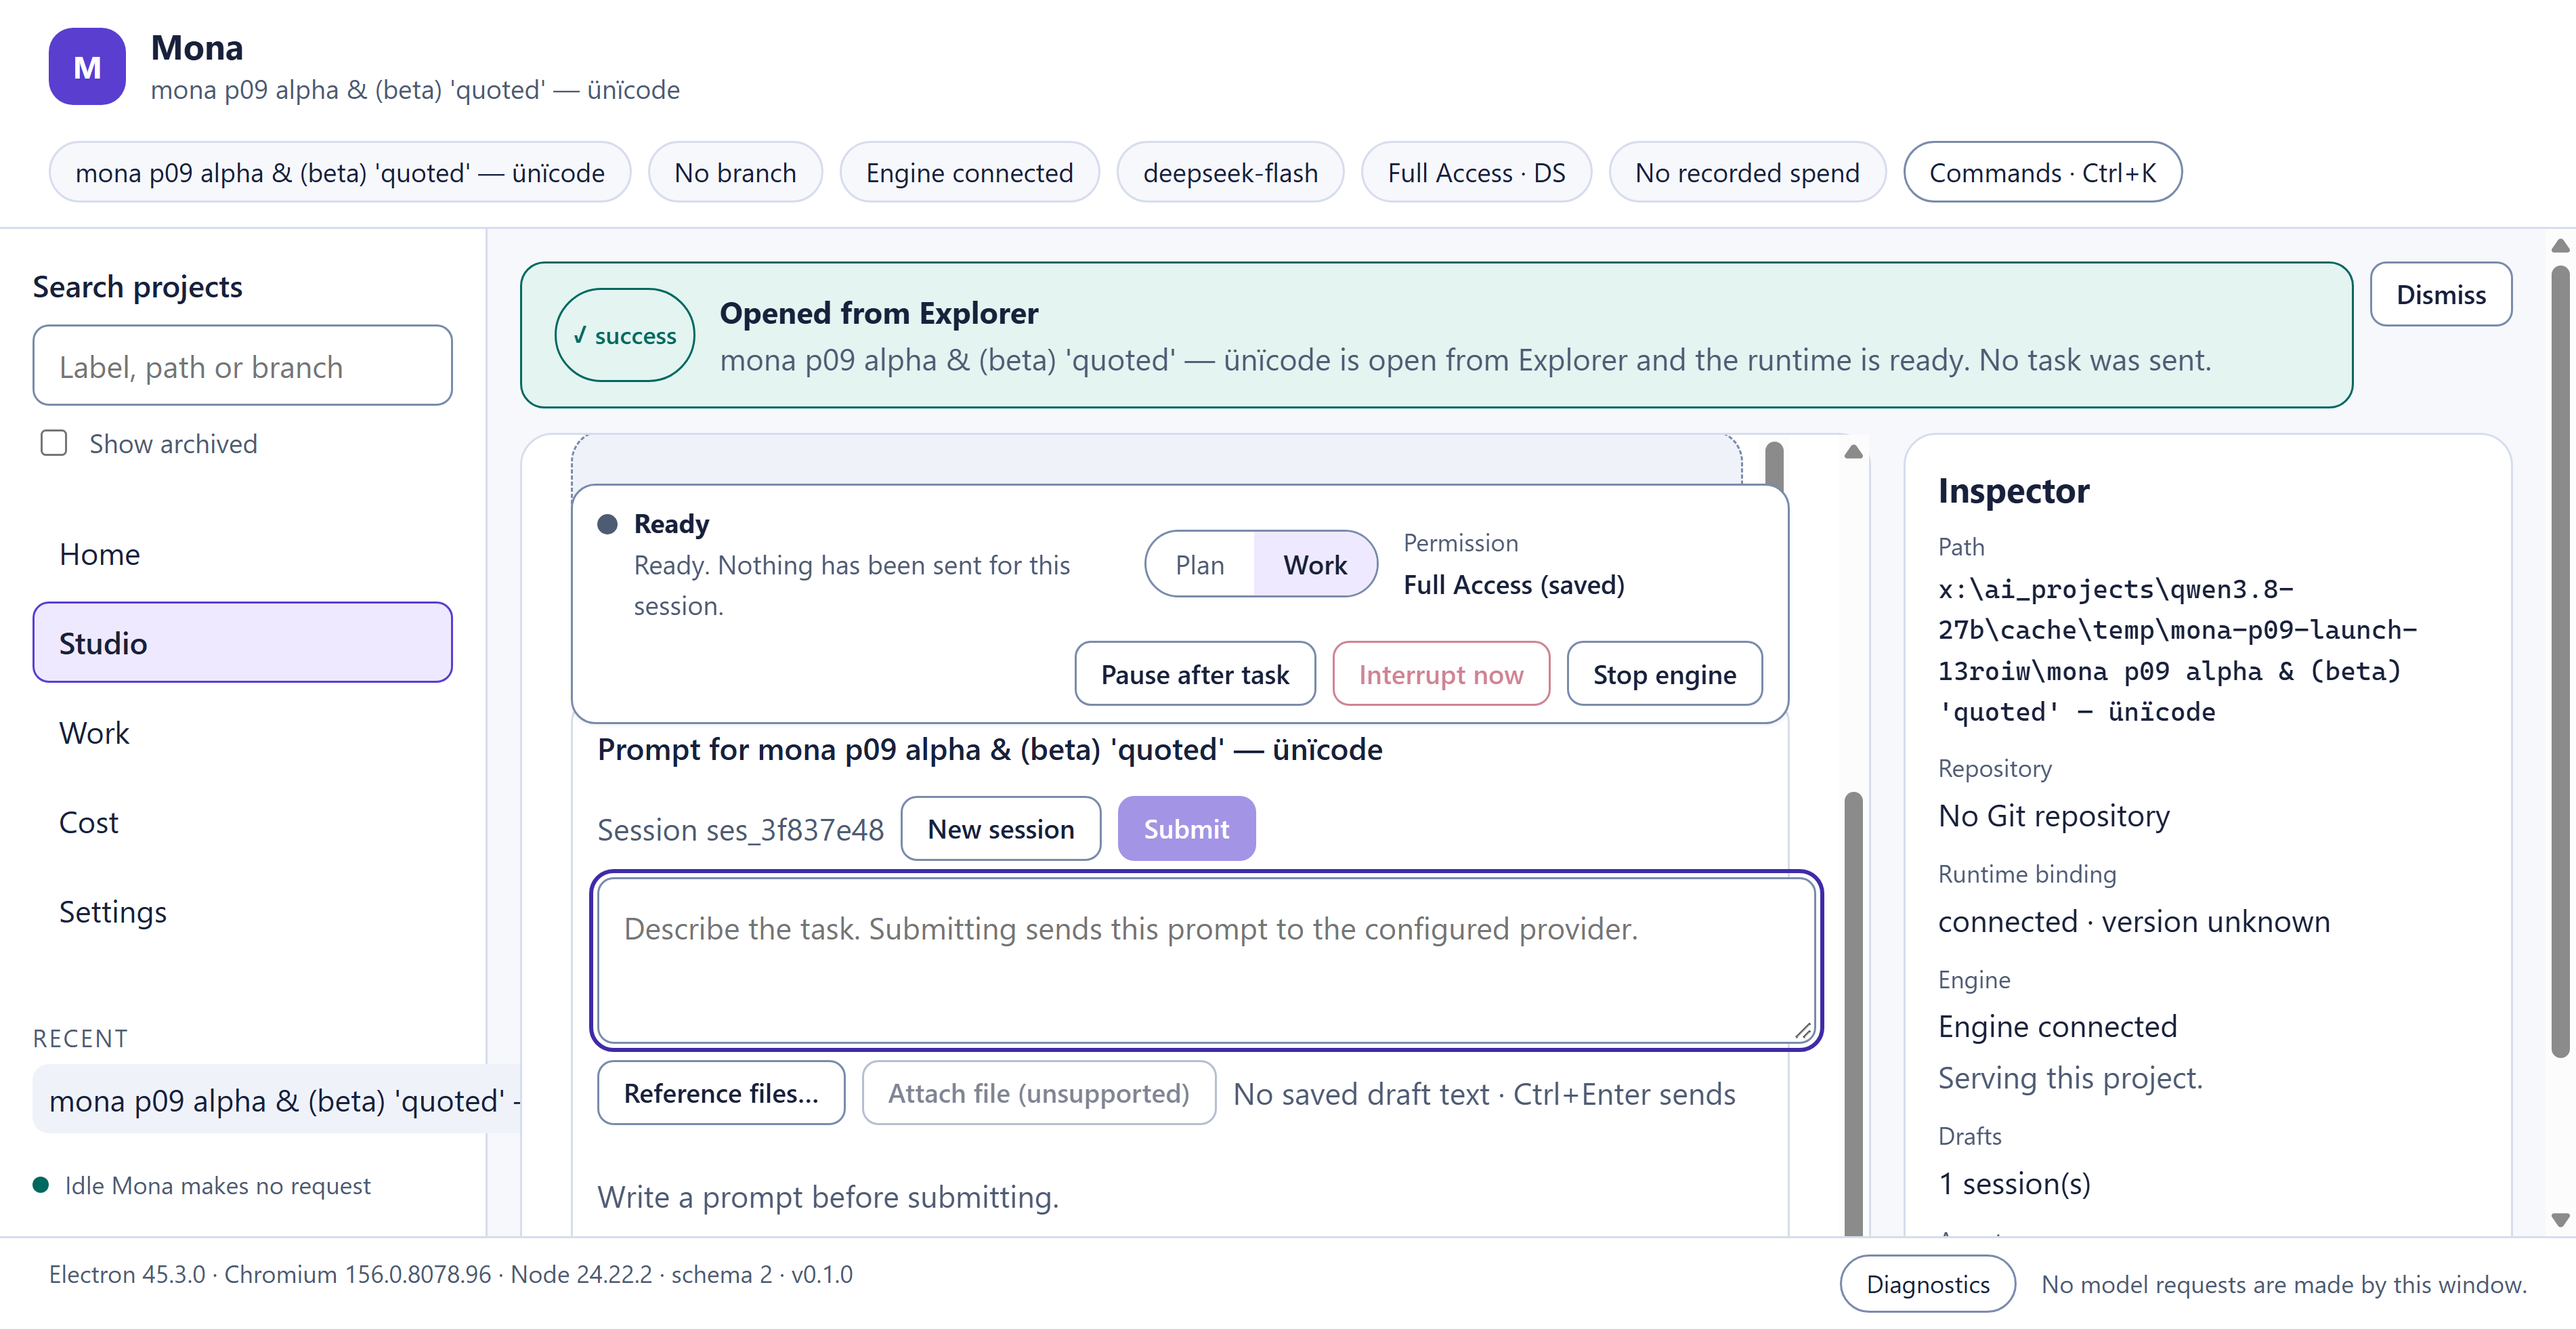 M
Mona
mona p09 alpha & (beta) 'quoted' — ünïcode
mona p09 alpha & (beta) 'quoted' — ünïcode
No branch
Engine connected
deepseek-flash
Full Access · DS
No recorded spend
Commands · Ctrl+K
Search projects
Label, path or branch
Show archived
Home
Studio
Work
Cost
Settings
RECENT
mona p09 alpha & (beta) 'quoted' -
Idle Mona makes no request
✓ success
Opened from Explorer
mona p09 alpha & (beta) 'quoted' — ünïcode is open from Explorer and the runtime is ready. No task was sent.
Dismiss
Ready
Ready. Nothing has been sent for this
session.
Plan
Work
Permission
Full Access (saved)
Pause after task
Interrupt now
Stop engine
Prompt for mona p09 alpha & (beta) 'quoted' — ünïcode
Session ses_3f837e48
New session
Submit
Describe the task. Submitting sends this prompt to the configured provider.
Reference files...
Attach file (unsupported)
No saved draft text · Ctrl+Enter sends
Write a prompt before submitting.
Inspector
Path
x:\ai_projects\qwen3.8-
27b\cache\temp\mona-p09-launch-
13roiw\mona p09 alpha & (beta)
'quoted' — ünïcode
Repository
No Git repository
Runtime binding
connected · version unknown
Engine
Engine connected
Serving this project.
Drafts
1 session(s)
Electron 45.3.0 · Chromium 156.0.8078.96 · Node 24.22.2 · schema 2 · v0.1.0
Diagnostics
No model requests are made by this window.